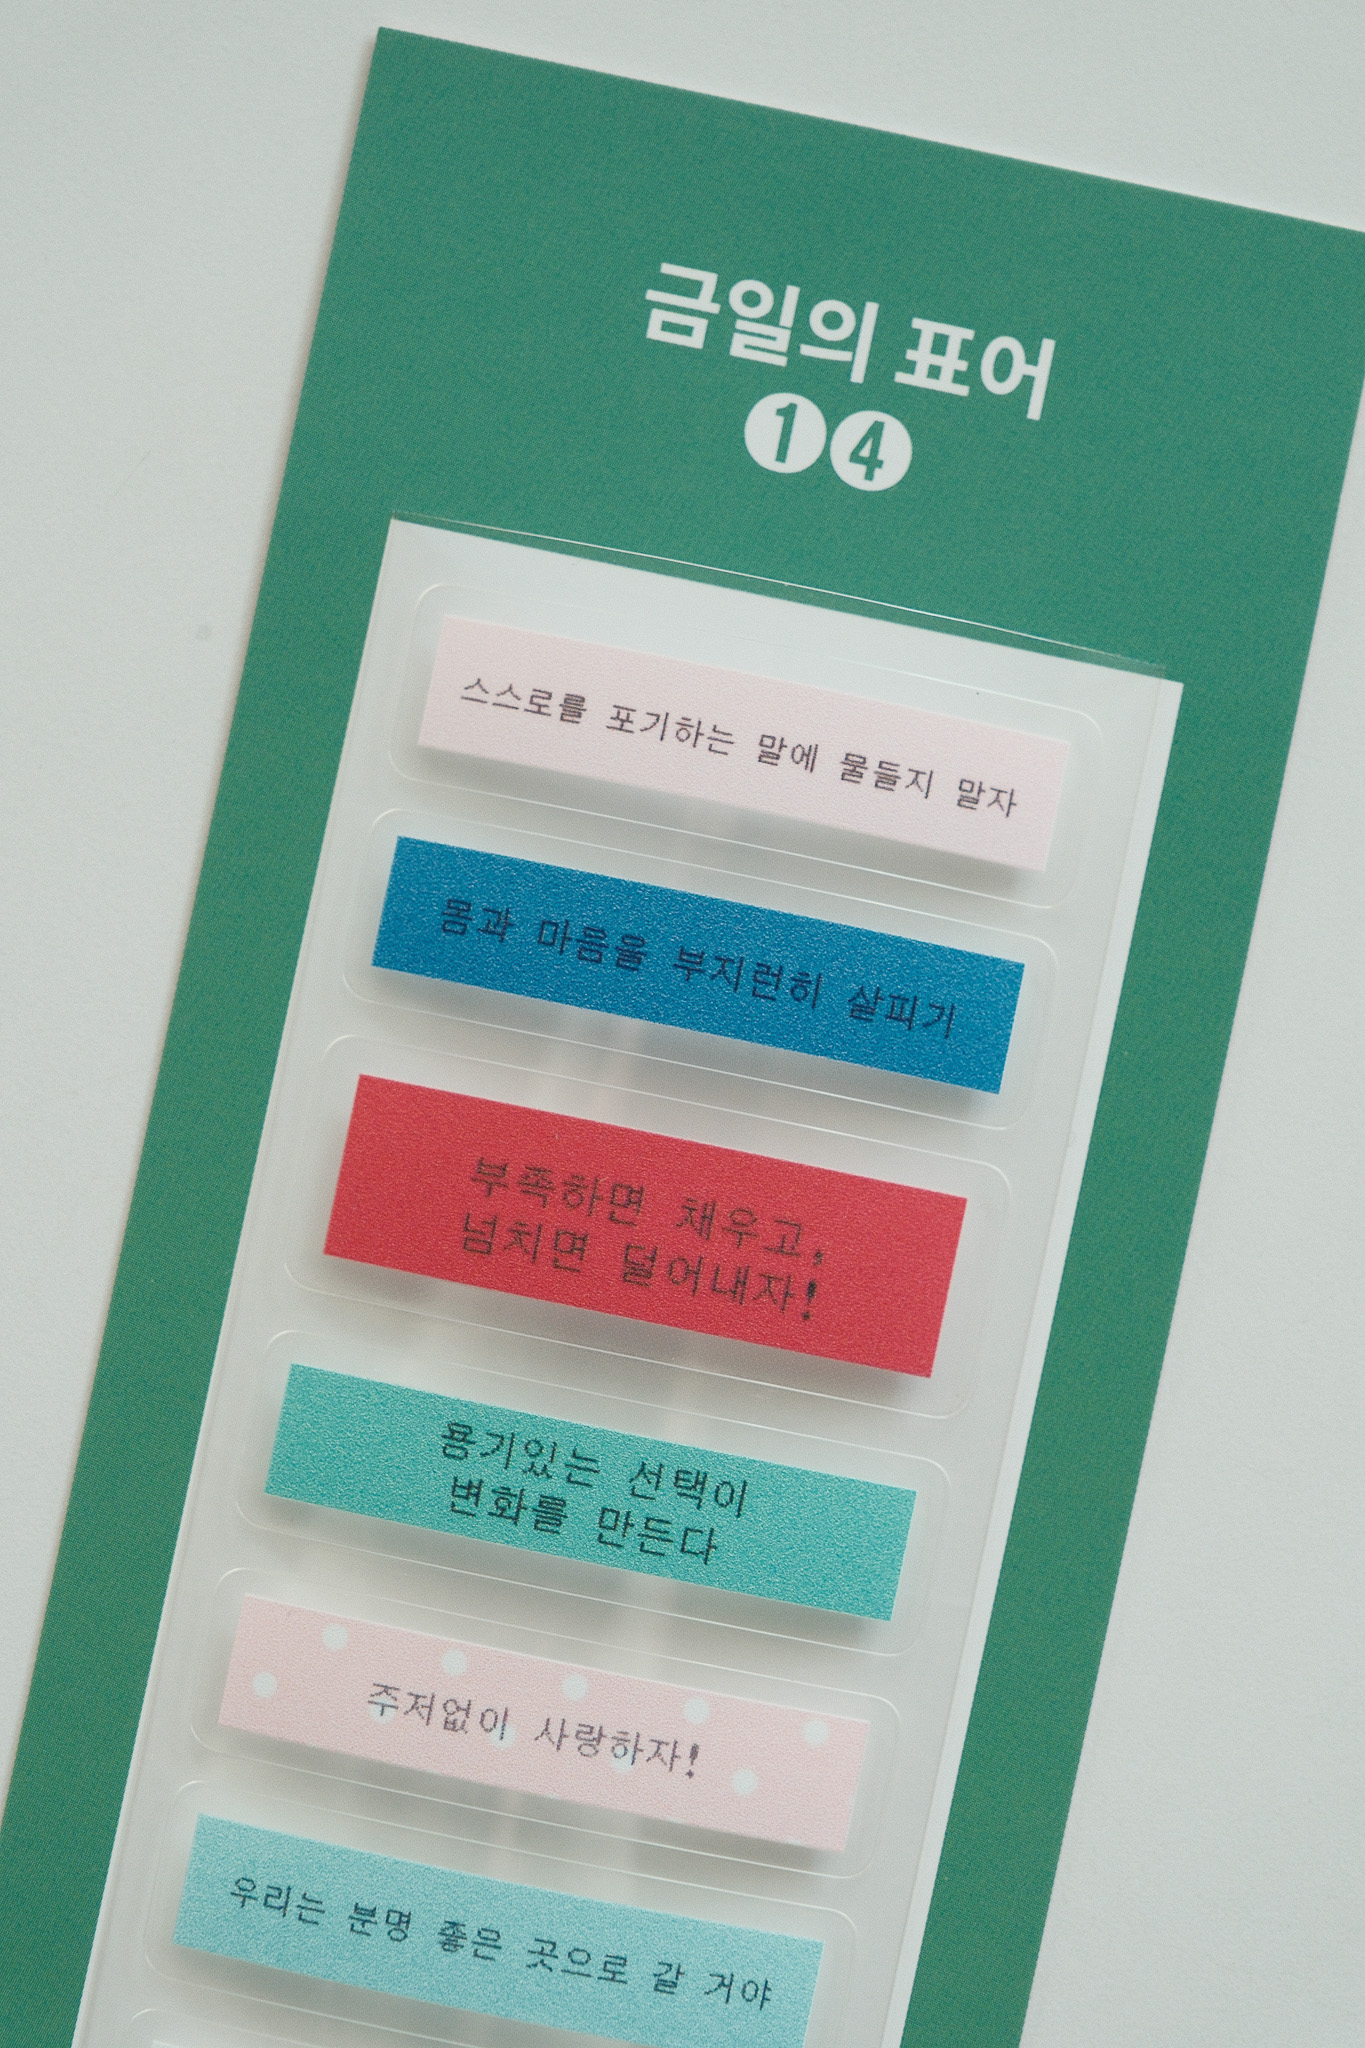 금일의 표어
14
스스로를 포기하는 말에 물들지 말자
몸과 마음을 부지런히 살피기
부족하면 채우고,
넘치면 덜어내자!
용기있는 선택이
변화를 만든다
주저없이 사랑하자!
우리는 분명 좋은 곳으로 갈 거야